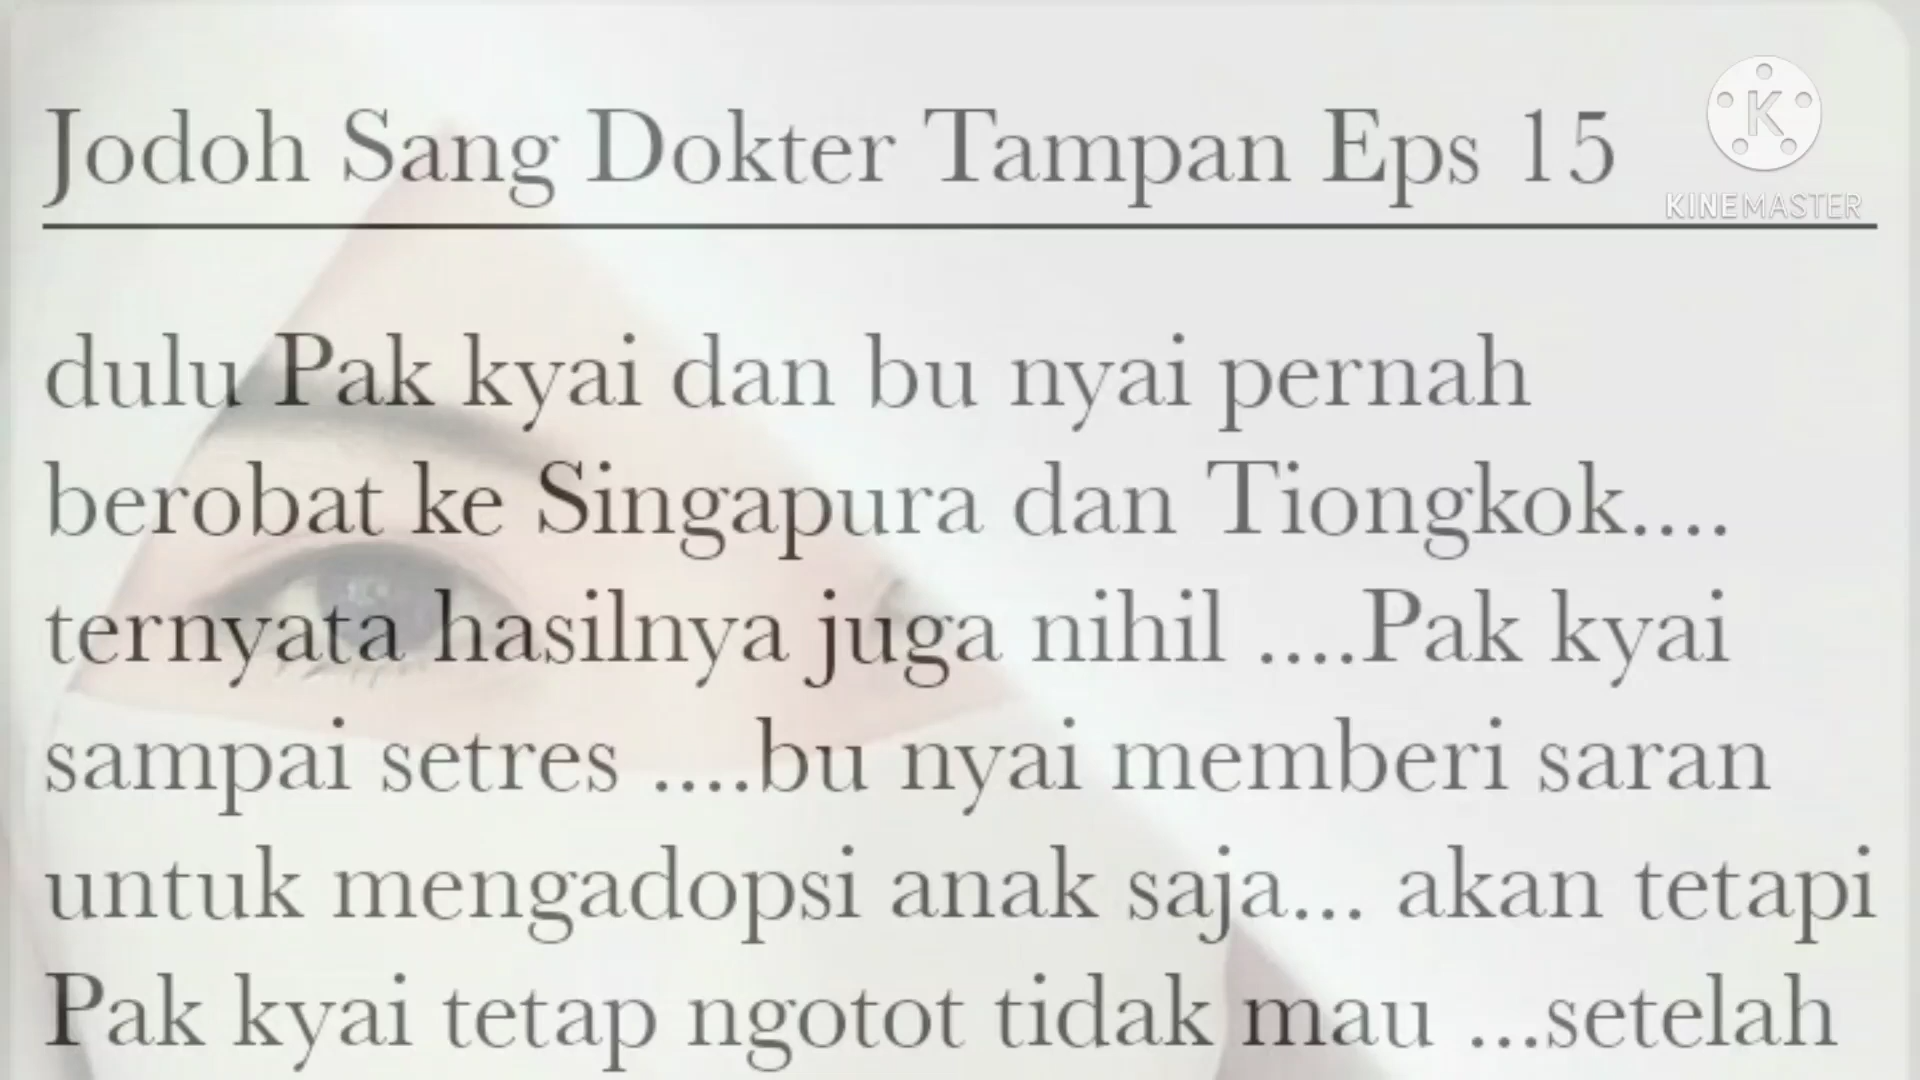 Jodoh Sang Dokter Tampan Eps 15
K
KINEMASTER
dulu Pak kyai dan bu nyai pernah
berobat ke Singapura dan Tiongkok....
ternyata hasilnya juga nihil ....Pak kyai
sampai setres ....bu nyai memberi saran
untuk mengadopsi anak saja... akan tetapi
Pak kyai tetap ngotot tidak mau ...setelah